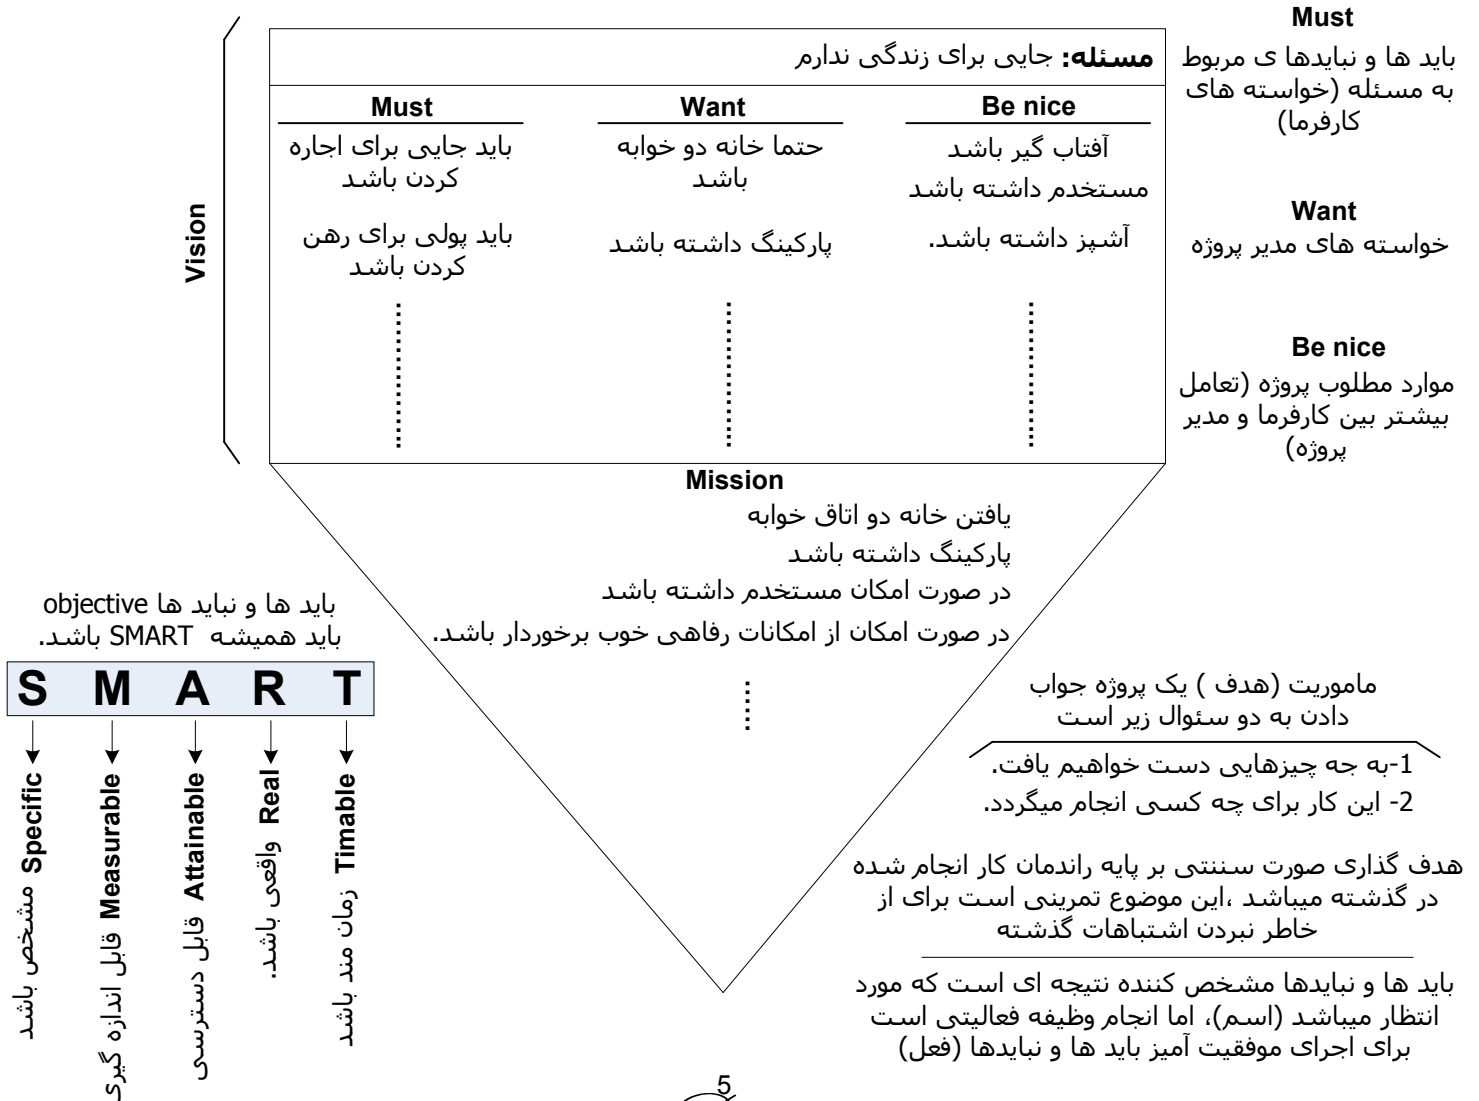 مسئله: جایی برای زندگی ندارم
Must
Want
Be nice
باید جایی برای اجاره
کردن باشد
باید پولی برای رهن
کردن باشد
حتما خانه دو خوابه
باشد
پارکینگ داشته باشد
آفتاب گیر باشد
مستخدم داشته باشد
آشپز داشته باشد.
Vision
Must
باید ها و نبایدها ی مربوط
به مسئله (خواسته های
کارفرما)
Want
خواسته های مدیر پروژه
Be nice
موارد مطلوب پروژه (تعامل
بیشتر بین کارفرما و مدیر
پروژه)
Mission
یافتن خانه دو اتاق خوابه
پارکینگ داشته باشد
در صورت امکان مستخدم داشته باشد
در صورت امکان از امکانات رفاهی خوب برخوردار باشد.
باید ها و نباید ها objective
باید همیشه SMART باشد.
S M A R T
Specific مشخص باشد
Measurable قابل اندازه گیری
Attainable قابل دسترسی
Real واقعی باشد.
Timable زمان مند باشد
ماموریت (هدف ) یک پروژه جواب
دادن به دو سئوال زیر است
1-به جه چیزهایی دست خواهیم یافت.
2- این کار برای چه کسی انجام میگردد.
هدف گذاری صورت سننتی بر پایه راندمان کار انجام شده
در گذشته میباشد ،این موضوع تمرینی است برای از
خاطر نبردن اشتباهات گذشته
باید ها و نبایدها مشخص کننده نتیجه ای است که مورد
انتظار میباشد (اسم)، اما انجام وظیفه فعالیتی است
برای اجرای موفقیت آمیز باید ها و نبایدها (فعل)
5